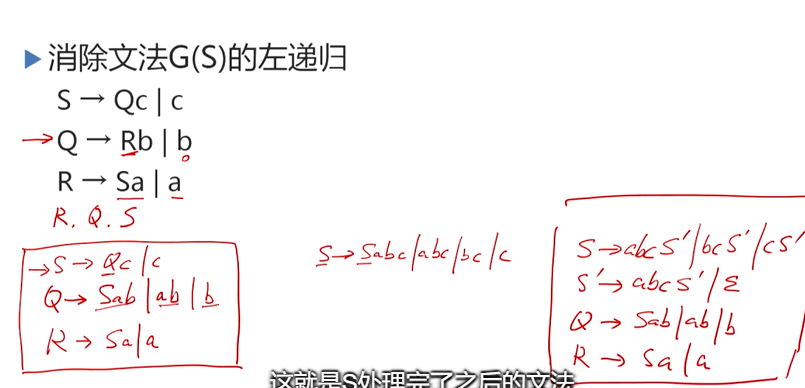 ▶消除文法G(S)的左递归
S → Qc | c
→Q → Rb | b
R → Sa | a
R. Q. S
→S → Qc | c
Q → Sab | ab | b
R → Sa | a
S → Sabc | abc | bc | c
S → abcS' | bcS' | cS'
S' → abcS' | ε
Q → Sab | ab | b
R → Sa | a
这就是S处理完了之后的文法